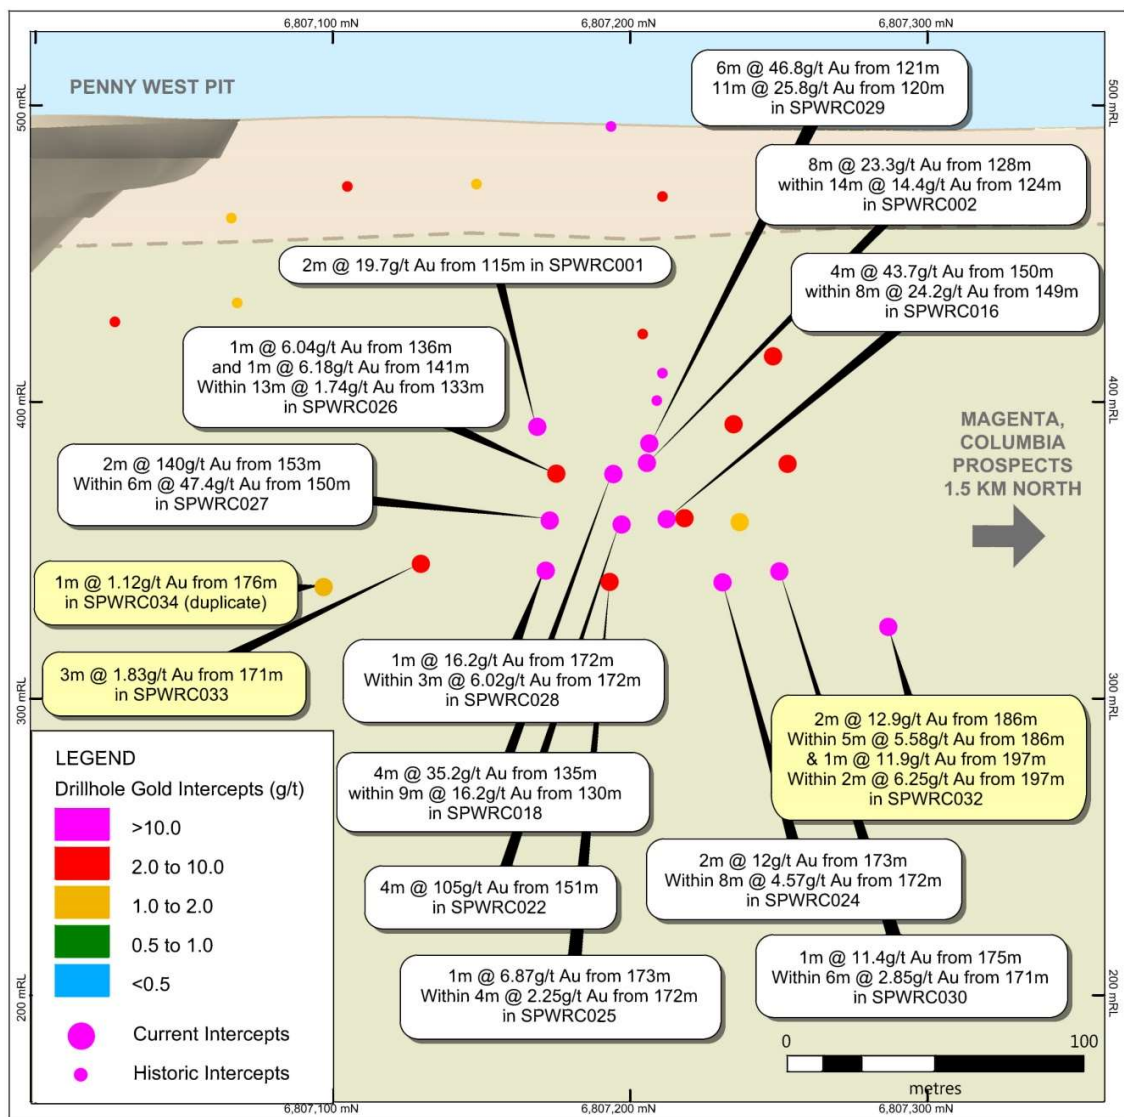 6,807,100 mN
6,807,200 mN
6,807,300 mN
PENNY WEST PIT
500 mRL
500 mRL
6m @ 46.8g/t Au from 121m
11m @ 25.8g/t Au from 120m
in SPWRC029
8m @ 23.3g/t Au from 128m
within 14m @ 14.4g/t Au from 124m
in SPWRC002
2m @ 19.7g/t Au from 115m in SPWRC001
4m @ 43.7g/t Au from 150m
within 8m @ 24.2g/t Au from 149m
in SPWRC016
1m @ 6.04g/t Au from 136m
and 1m @ 6.18g/t Au from 141m
Within 13m @ 1.74g/t Au from 133m
in SPWRC026
400 mRL
400 mRL
MAGENTA,
COLUMBIA
PROSPECTS
1.5 KM NORTH
2m @ 140g/t Au from 153m
Within 6m @ 47.4g/t Au from 150m
in SPWRC027
1m @ 1.12g/t Au from 176m
in SPWRC034 (duplicate)
3m @ 1.83g/t Au from 171m
in SPWRC033
1m @ 16.2g/t Au from 172m
Within 3m @ 6.02g/t Au from 172m
in SPWRC028
300 mRL
300 mRL
2m @ 12.9g/t Au from 186m
Within 5m @ 5.58g/t Au from 186m
& 1m @ 11.9g/t Au from 197m
Within 2m @ 6.25g/t Au from 197m
in SPWRC032
4m @ 35.2g/t Au from 135m
within 9m @ 16.2g/t Au from 130m
in SPWRC018
2m @ 12g/t Au from 173m
Within 8m @ 4.57g/t Au from 172m
in SPWRC024
4m @ 105g/t Au from 151m
in SPWRC022
1m @ 6.87g/t Au from 173m
Within 4m @ 2.25g/t Au from 172m
in SPWRC025
1m @ 11.4g/t Au from 175m
Within 6m @ 2.85g/t Au from 171m
in SPWRC030
200 mRL
200 mRL
LEGEND
Drillhole Gold Intercepts (g/t)
>10.0
2.0 to 10.0
1.0 to 2.0
0.5 to 1.0
<0.5
Current Intercepts
Historic Intercepts
0
100
metres
6,807,100 mN
6,807,200 mN
6,807,300 mN